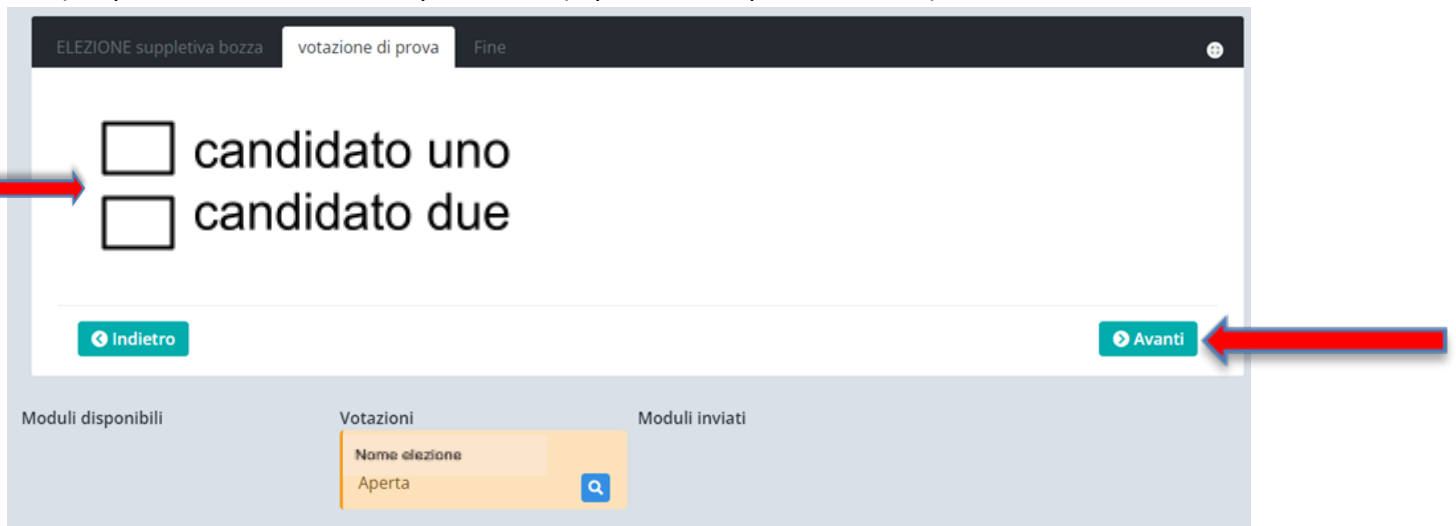 ELEZIONE suppletiva bozza votazione di prova Fine
candidato uno
candidato due
Indietro Avanti
Moduli disponibili Votazioni Moduli inviati
Nome elezione
Aperta